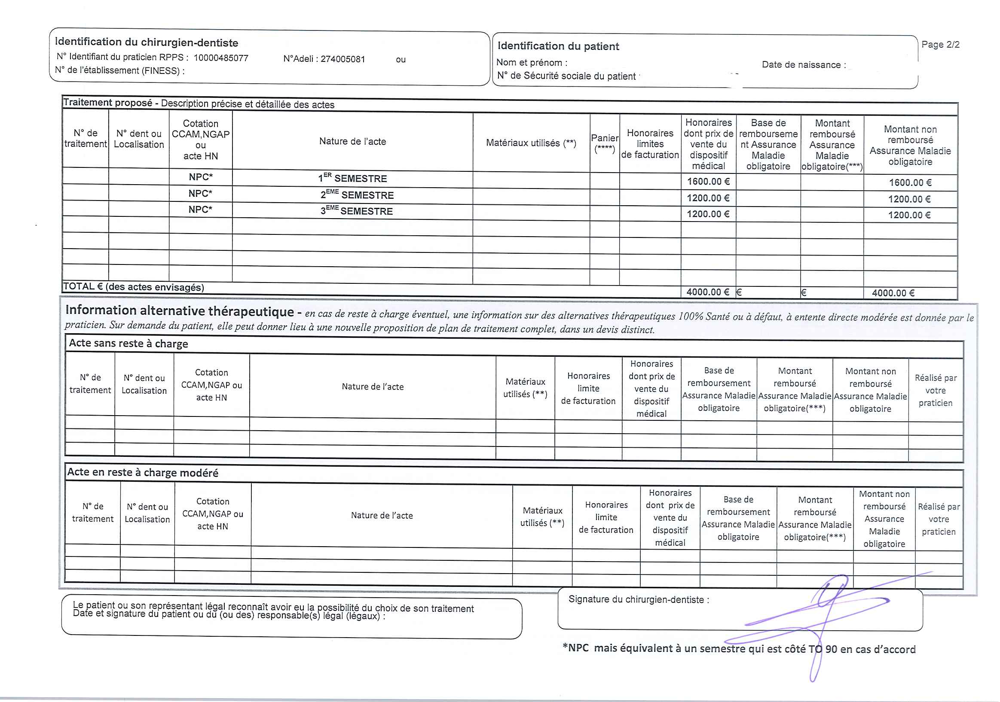 Identification du chirurgien-dentiste
N° Identifiant du praticien RPPS : 10000485077 N°Adeli : 274005081 ou
N° de l'établissement (FINESS) :
Identification du patient
Nom et prénom : Date de naissance :
N° de Sécurité sociale du patient
Page 2/2
Traitement proposé - Description précise et détaillée des actes
N° de traitement
N° dent ou Localisation
Cotation CCAM,NGAP ou acte HN
Nature de l'acte
Matériaux utilisés (**)
Panier (****)
Honoraires limites de facturation
Honoraires dont prix de vente du dispositif médical
Base de rembourseme nt Assurance Maladie obligatoire
Montant remboursé Assurance Maladie obligatoire(***)
Montant non remboursé Assurance Maladie obligatoire
NPC* 1ER SEMESTRE 1600.00 € 1600.00 €
NPC* 2EME SEMESTRE 1200.00 € 1200.00 €
NPC* 3EME SEMESTRE 1200.00 € 1200.00 €
TOTAL € (des actes envisagés) 4000.00 € € € 4000.00 €
Information alternative thérapeutique - en cas de reste à charge éventuel, une information sur des alternatives thérapeutiques 100% Santé ou à défaut, à entente directe modérée est donnée par le
praticien. Sur demande du patient, elle peut donner lieu à une nouvelle proposition de plan de traitement complet, dans un devis distinct.
Acte sans reste à charge
N° de traitement
N° dent ou Localisation
Cotation CCAM,NGAP ou acte HN
Nature de l'acte
Matériaux utilisés (**)
Honoraires limite de facturation
Honoraires dont prix de vente du dispositif médical
Base de remboursement Assurance Maladie obligatoire
Montant remboursé Assurance Maladie obligatoire(***)
Montant non remboursé Assurance Maladie obligatoire
Réalisé par votre praticien
Acte en reste à charge modéré
N° de traitement
N° dent ou Localisation
Cotation CCAM,NGAP ou acte HN
Nature de l'acte
Matériaux utilisés (**)
Honoraires limite de facturation
Honoraires dont prix de vente du dispositif médical
Base de remboursement Assurance Maladie obligatoire
Montant remboursé Assurance Maladie obligatoire(***)
Montant non remboursé Assurance Maladie obligatoire
Réalisé par votre praticien
Le patient ou son représentant légal reconnaît avoir eu la possibilité du choix de son traitement
Date et signature du patient ou du (ou des) responsable(s) légal (légaux) :
Signature du chirurgien-dentiste :
*NPC mais équivalent à un semestre qui est côté TO 90 en cas d'accord